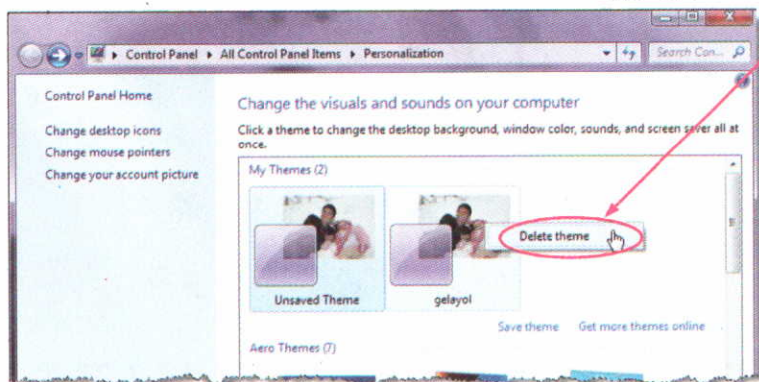 Control Panel ▸ All Control Panel Items ▸ Personalization
Search Con...
Control Panel Home
Change desktop icons
Change mouse pointers
Change your account picture
Change the visuals and sounds on your computer
Click a theme to change the desktop background, window color, sounds, and screen saver all at
once.
My Themes (2)
Delete theme
Unsaved Theme
gelayol
Save theme
Get more themes online
Aero Themes (7)